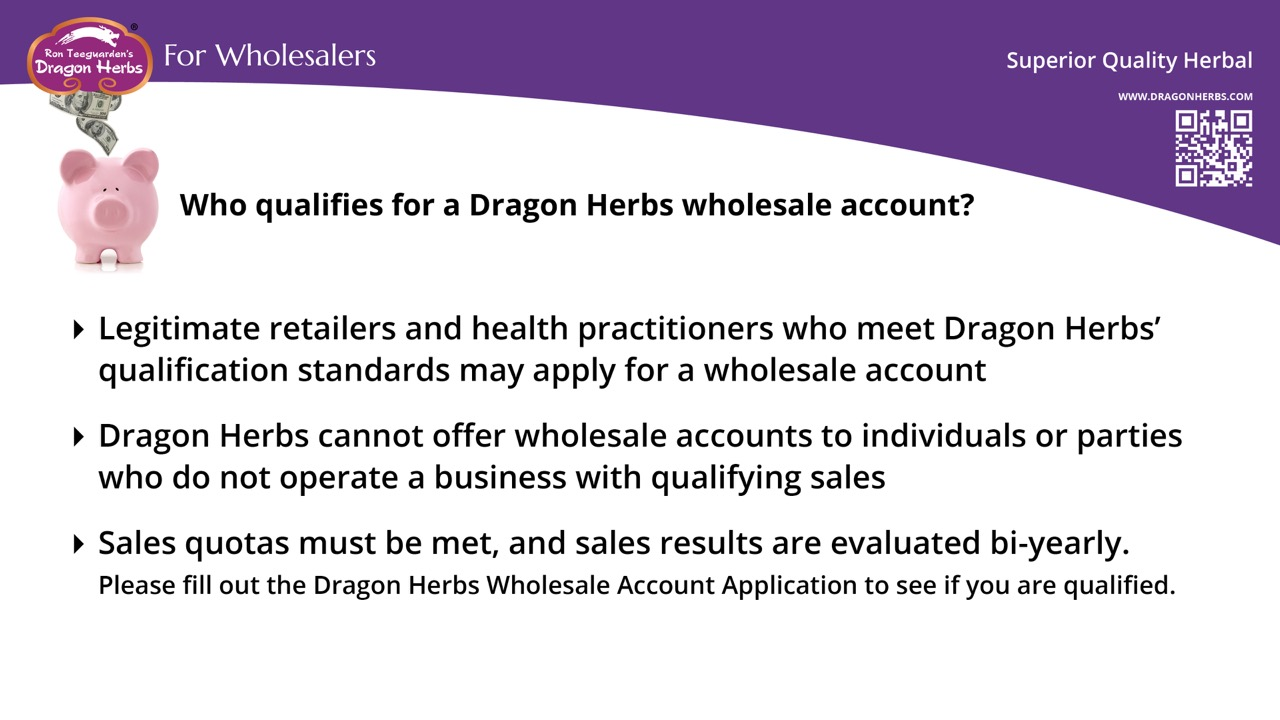 ®
Ron Teeguarden's
Dragon Herbs
For Wholesalers
Superior Quality Herbal
WWW.DRAGONHERBS.COM
Who qualifies for a Dragon Herbs wholesale account?
Legitimate retailers and health practitioners who meet Dragon Herbs’
qualification standards may apply for a wholesale account
Dragon Herbs cannot offer wholesale accounts to individuals or parties
who do not operate a business with qualifying sales
Sales quotas must be met, and sales results are evaluated bi-yearly.
Please fill out the Dragon Herbs Wholesale Account Application to see if you are qualified.